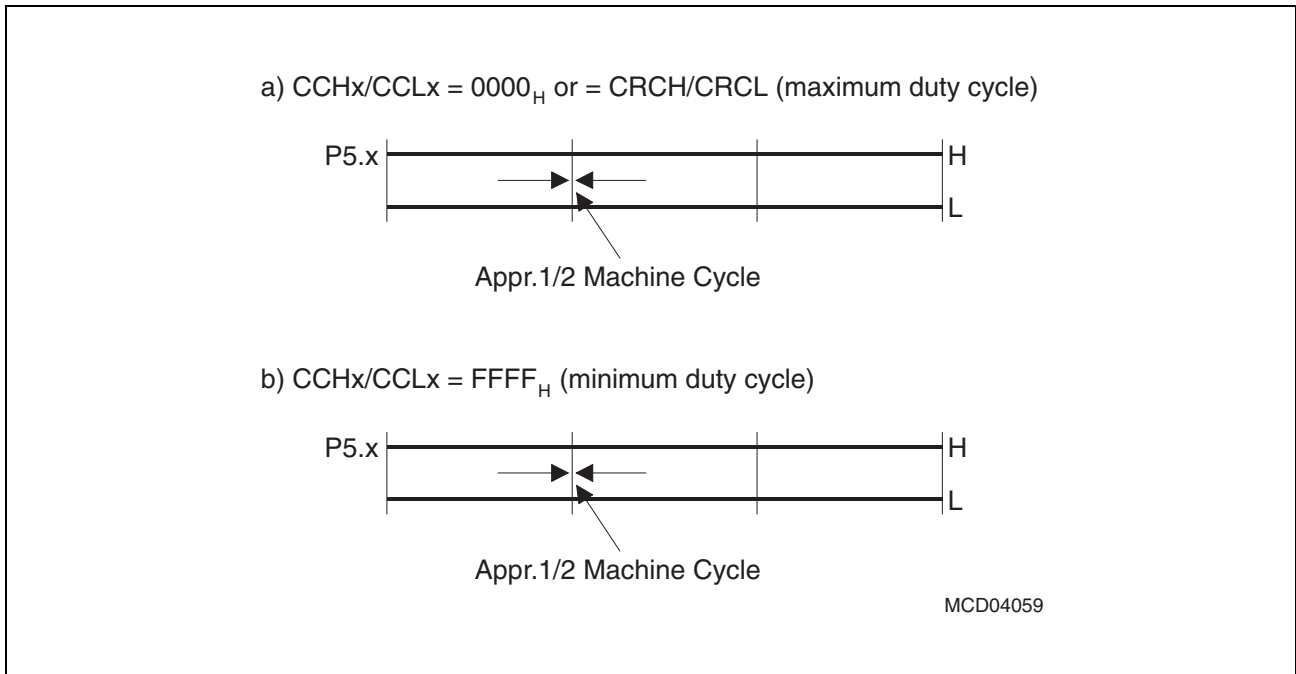 a) CCHx/CCLx = 0000H or = CRCH/CRCL (maximum duty cycle)
P5.x
H
L
Appr.1/2 Machine Cycle
b) CCHx/CCLx = FFFFH (minimum duty cycle)
P5.x
H
L
Appr.1/2 Machine Cycle
MCD04059